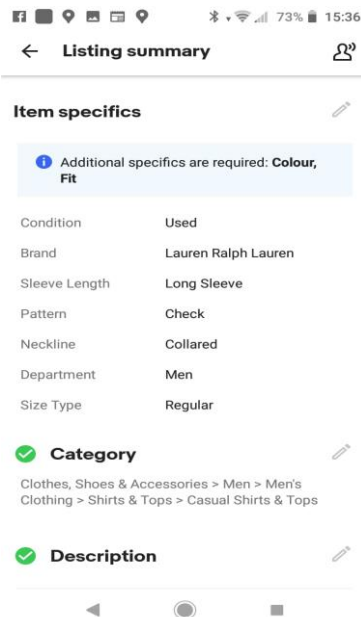 73% 15:36
Listing summary
Item specifics
Additional specifics are required: Colour,
Fit
Condition Used
Brand Lauren Ralph Lauren
Sleeve Length Long Sleeve
Pattern Check
Neckline Collared
Department Men
Size Type Regular
Category
Clothes, Shoes & Accessories > Men > Men's
Clothing > Shirts & Tops > Casual Shirts & Tops
Description